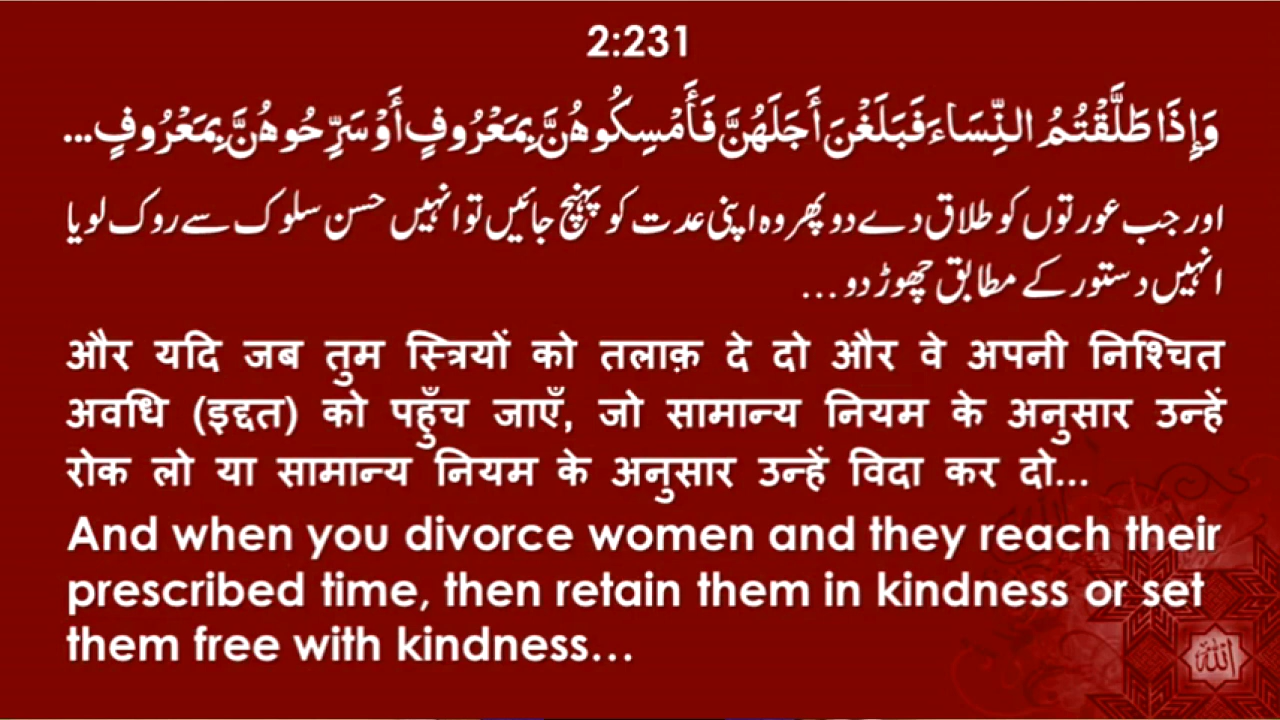 2:231
وَإِذَا طَلَّقْتُمُ النِّسَاءَ فَبَلَغْنَ أَجَلَهُنَّ فَأَمْسِكُوهُنَّ بِمَعْرُوفٍ أَوْ سَرِّحُوهُنَّ بِمَعْرُوفٍ...
اور جب عورتوں کو طلاق دے دو پھر وہ اپنی عدت کو پہنچ جائیں تو انہیں حسن سلوک سے روک لو یا
انہیں دستور کے مطابق چھوڑ دو ...
और यदि जब तुम स्त्रियों को तलाक़ दे दो और वे अपनी निश्चित
अवधि (इद्दत) को पहुँच जाएँ, जो सामान्य नियम के अनुसार उन्हें
रोक लो या सामान्य नियम के अनुसार उन्हें विदा कर दो...
And when you divorce women and they reach their
prescribed time, then retain them in kindness or set
them free with kindness...
الله